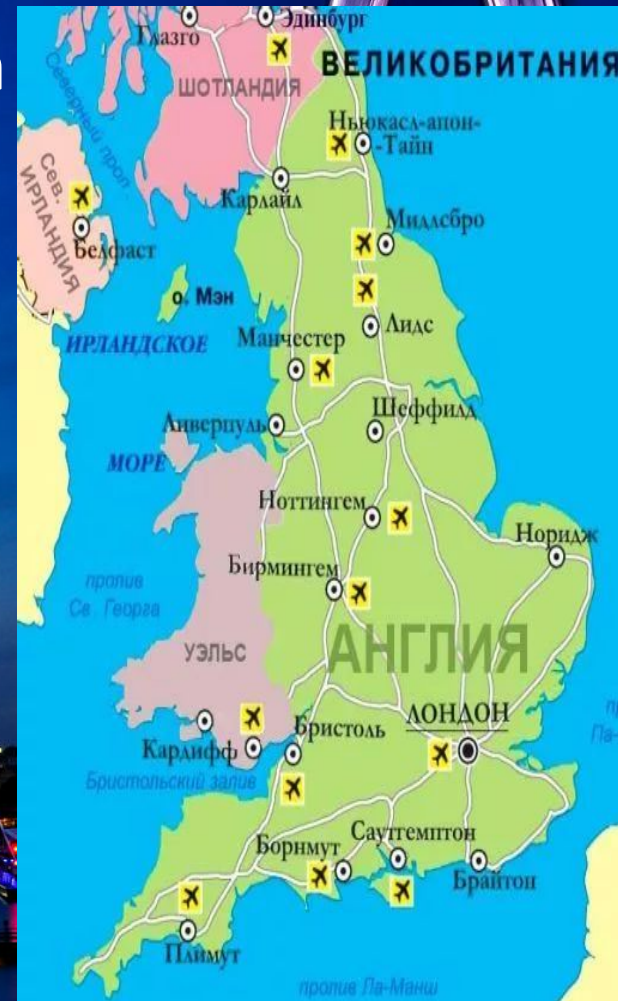 Эдинбург
Глазго
ВЕЛИКОБРИТАНИЯ
ШОТЛАНДИЯ
Северный прол
Ньюкасл-апон-
-Тайн
Сев.
ИРЛАНДИЯ
Карлайл
Белфаст
Миддсбро
о. Мэн
Лидс
ИРЛАНДСКОЕ
Манчестер
Ливерпуль
Шеффилд
МОРЕ
Ноттингем
Норидж
Бирмингем
пролив
Св. Георга
АНГЛИЯ
УЭЛЬС
ЛОНДОН
Кардифф
Бристоль
Бристольский залив
Саутгемптон
Борнмут
Брайтон
Плимут
пролив Ла-Манш